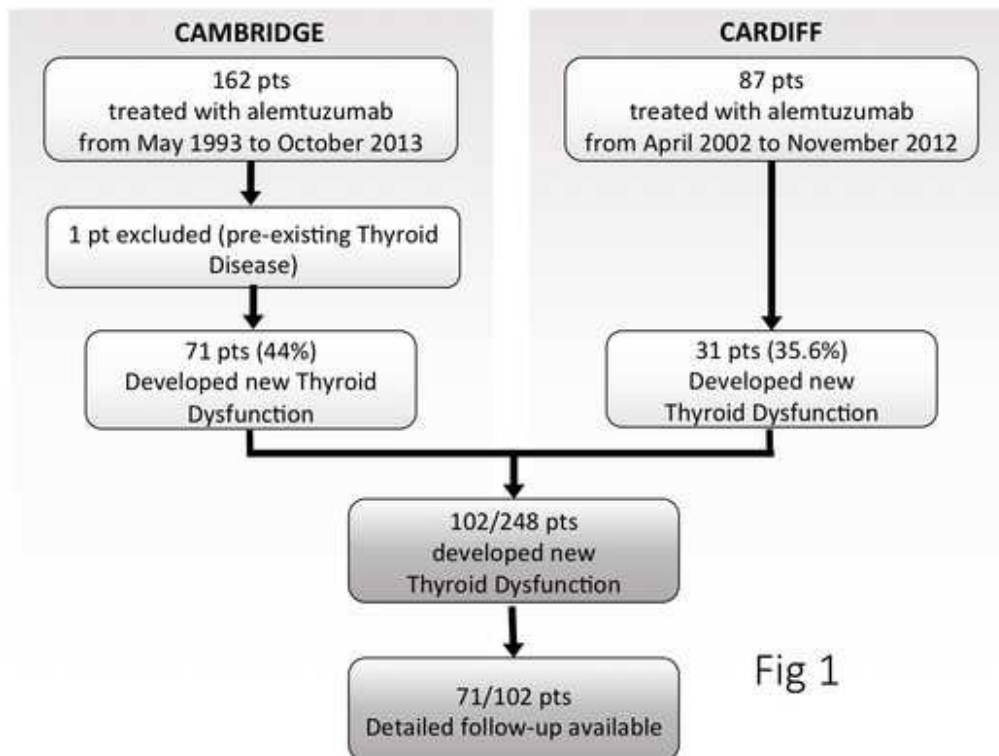 CAMBRIDGE
162 pts
treated with alemtuzumab
from May 1993 to October 2013
1 pt excluded (pre-existing Thyroid
Disease)
71 pts (44%)
Developed new Thyroid
Dysfunction
CARDIFF
87 pts
treated with alemtuzumab
from April 2002 to November 2012
31 pts (35.6%)
Developed new
Thyroid Dysfunction
102/248 pts
developed new
Thyroid Dysfunction
71/102 pts
Detailed follow-up available
Fig 1